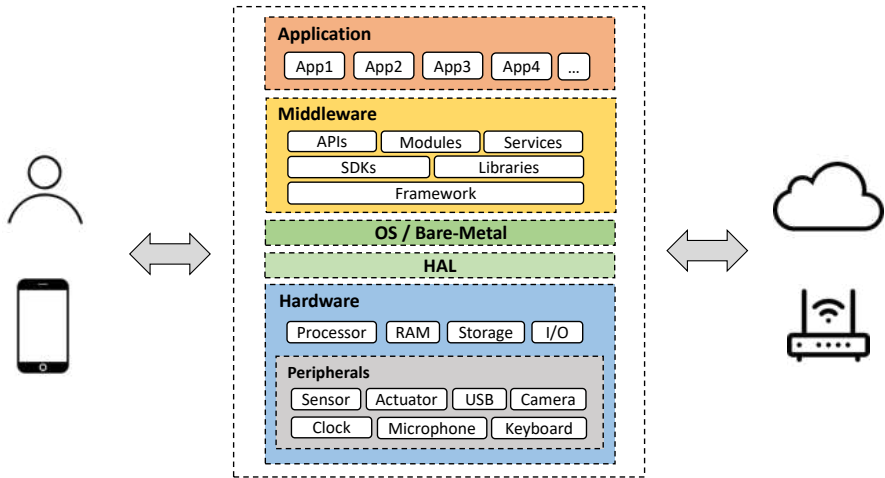 Application
App1 App2 App3 App4 ...
Middleware
APIs Modules Services
SDKs Libraries
Framework
OS / Bare-Metal
HAL
Hardware
Processor RAM Storage I/O
Peripherals
Sensor Actuator USB Camera
Clock Microphone Keyboard